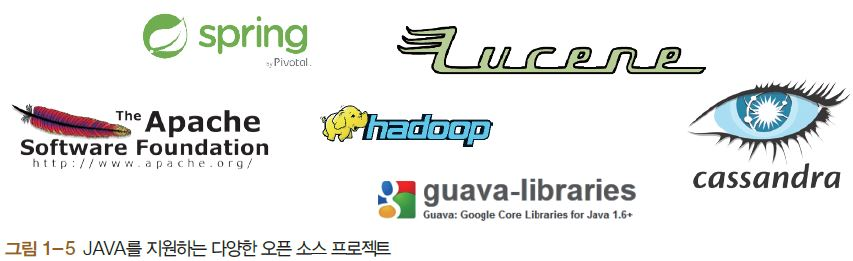 spring
by Pivotal.
Lucene
The Apache
Software Foundation
http://www.apache.org/
hadoop
cassandra
g
guava-libraries
Guava: Google Core Libraries for Java 1.6+
그림 1-5 JAVA를 지원하는 다양한 오픈 소스 프로젝트